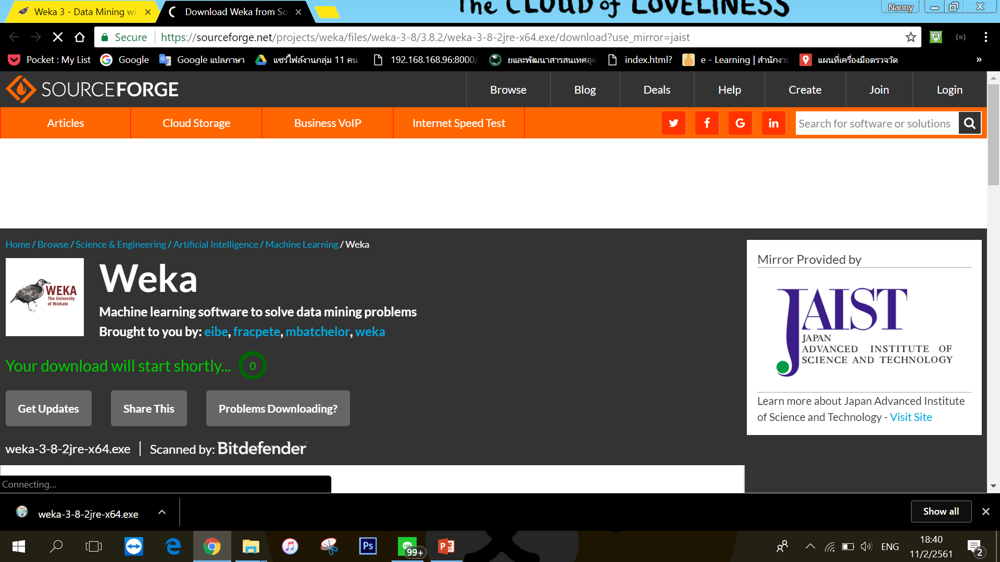 The CLOUD of LOVELINESS
Nanny
Weka 3 - Data Mining wi
Download Weka from So
Secure
https://sourceforge.net/projects/weka/files/weka-3-8/3.8.2/weka-3-8-2jre-x64.exe/download?use_mirror=jaist
Pocket : My List
Google
Google แปลภาษา
แชร์ไฟล์งานกลุ่ม 11 คน
192.168.168.96:8000/
ยและพัฒนาสารสนเทศอุต
index.html?
e - Learning | สำนักงาน
แผนที่เครื่องมือตรวจวัด
»
SOURCEFORGE
Browse
Blog
Deals
Help
Create
Join
Login
Articles
Cloud Storage
Business VoIP
Internet Speed Test
Search for software or solutions
Home / Browse / Science & Engineering / Artificial Intelligence / Machine Learning / Weka
WEKA
The University
of Waikato
Weka
Machine learning software to solve data mining problems
Brought to you by: eibe, fracpete, mbatchelor, weka
Your download will start shortly... 0
Get Updates
Share This
Problems Downloading?
weka-3-8-2jre-x64.exe | Scanned by: Bitdefender
Mirror Provided by
JAIST
JAPAN
ADVANCED INSTITUTE OF
SCIENCE AND TECHNOLOGY
Learn more about Japan Advanced Institute
of Science and Technology - Visit Site
Connecting...
weka-3-8-2jre-x64.exe
Show all
Ps
99+
ENG
18:40
11/2/2561
2